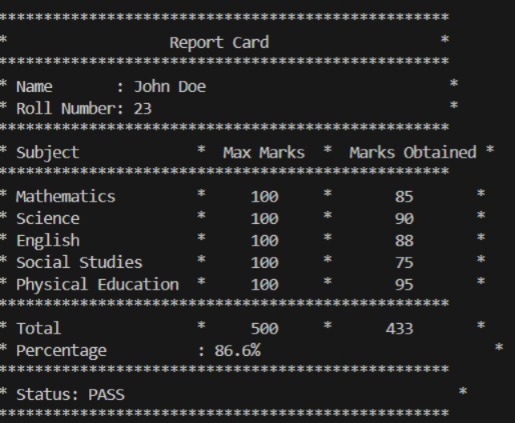 **************************************************
*                  Report Card                   *
**************************************************
* Name       : John Doe                           *
* Roll Number: 23                                 *
**************************************************
* Subject             *  Max Marks  *  Marks Obtained *
**************************************************
* Mathematics         *     100     *       85       *
* Science             *     100     *       90       *
* English             *     100     *       88       *
* Social Studies      *     100     *       75       *
* Physical Education  *     100     *       95       *
**************************************************
* Total               *     500     *      433       *
* Percentage          : 86.6%                          *
**************************************************
* Status: PASS                                     *
**************************************************